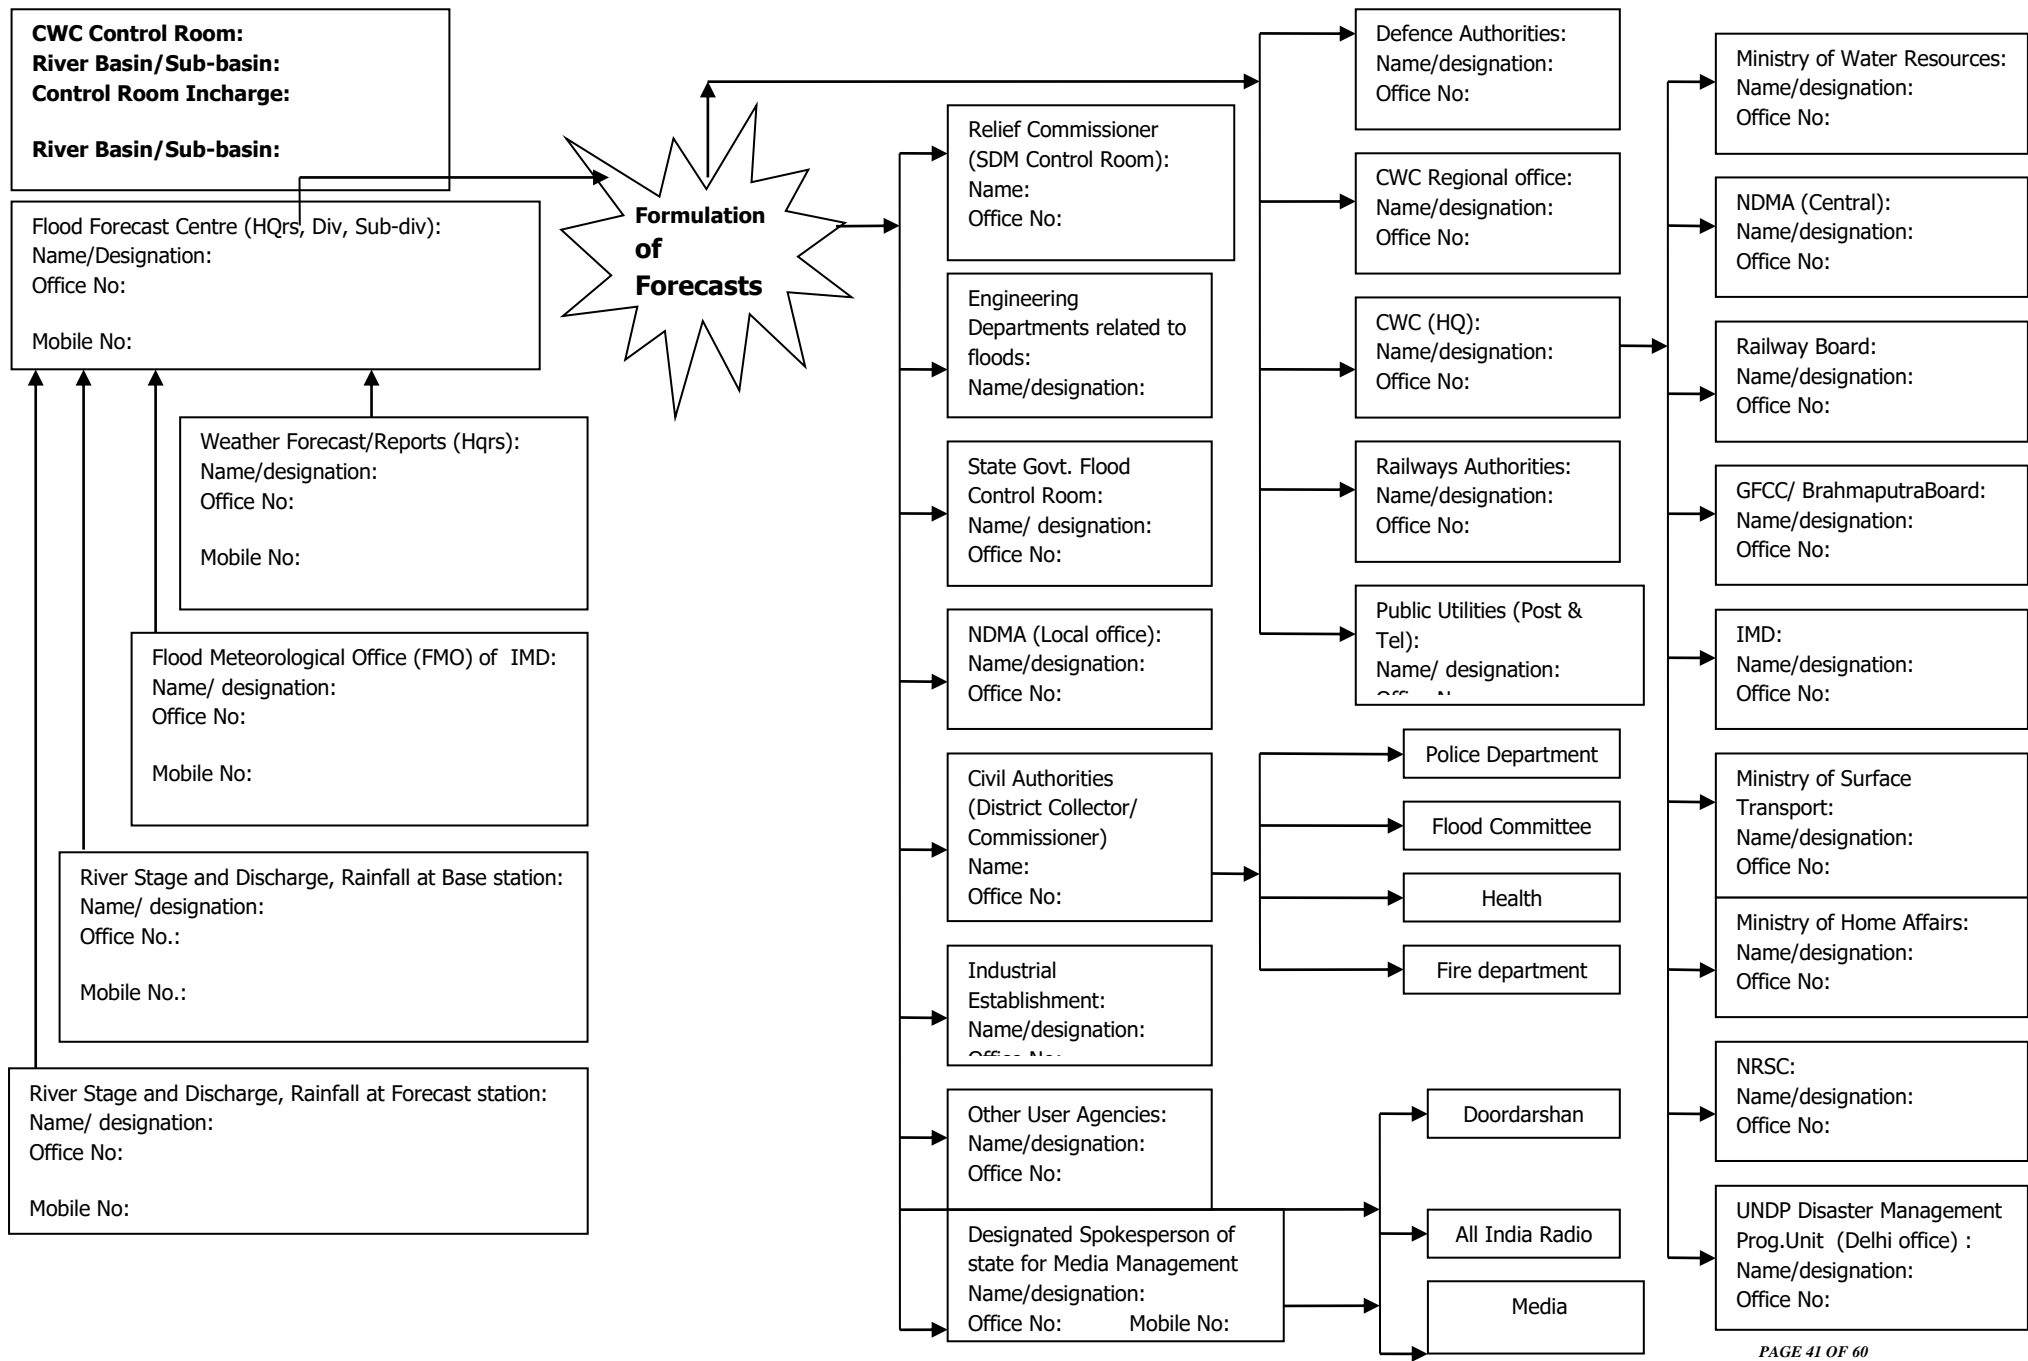 CWC Control Room:
River Basin/Sub-basin:
Control Room Incharge:
River Basin/Sub-basin:
Flood Forecast Centre (HQrs, Div, Sub-div):
Name/Designation:
Office No:
Mobile No:
Weather Forecast/Reports (Hqrs):
Name/designation:
Office No:
Mobile No:
Flood Meteorological Office (FMO) of  IMD:
Name/ designation:
Office No:
Mobile No:
River Stage and Discharge, Rainfall at Base station:
Name/ designation:
Office No.:
Mobile No.:
River Stage and Discharge, Rainfall at Forecast station:
Name/ designation:
Office No:
Mobile No:
Formulation
of
Forecasts
Relief Commissioner
(SDM Control Room):
Name:
Office No:
Engineering
Departments related to
floods:
Name/designation:
State Govt. Flood
Control Room:
Name/ designation:
Office No:
NDMA (Local office):
Name/designation:
Office No:
Civil Authorities
(District Collector/
Commissioner)
Name:
Office No:
Industrial
Establishment:
Name/designation:
Office No:
Other User Agencies:
Name/designation:
Office No:
Designated Spokesperson of
state for Media Management
Name/designation:
Office No: Mobile No:
Defence Authorities:
Name/designation:
Office No:
CWC Regional office:
Name/designation:
Office No:
CWC (HQ):
Name/designation:
Office No:
Railways Authorities:
Name/designation:
Office No:
Public Utilities (Post &
Tel):
Name/ designation:
Police Department
Flood Committee
Health
Fire department
Doordarshan
All India Radio
Media
Ministry of Water Resources:
Name/designation:
Office No:
NDMA (Central):
Name/designation:
Office No:
Railway Board:
Name/designation:
Office No:
GFCC/ BrahmaputraBoard:
Name/designation:
Office No:
IMD:
Name/designation:
Office No:
Ministry of Surface
Transport:
Name/designation:
Office No:
Ministry of Home Affairs:
Name/designation:
Office No:
NRSC:
Name/designation:
Office No:
UNDP Disaster Management
Prog.Unit  (Delhi office) :
Name/designation:
Office No:
PAGE 41 OF 60